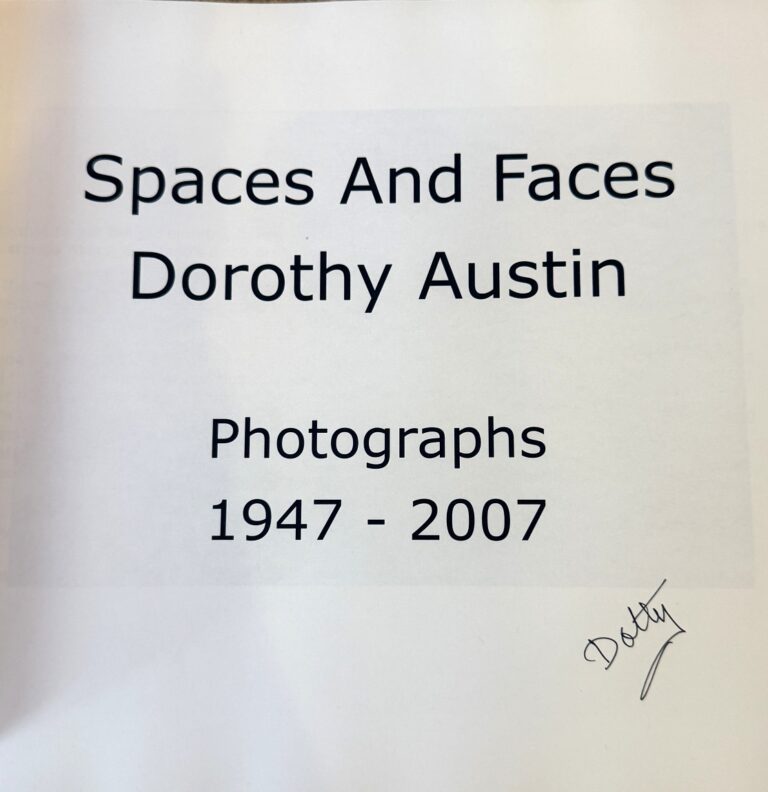 Spaces And Faces
Dorothy Austin
Photographs
1947 - 2007
Dotty